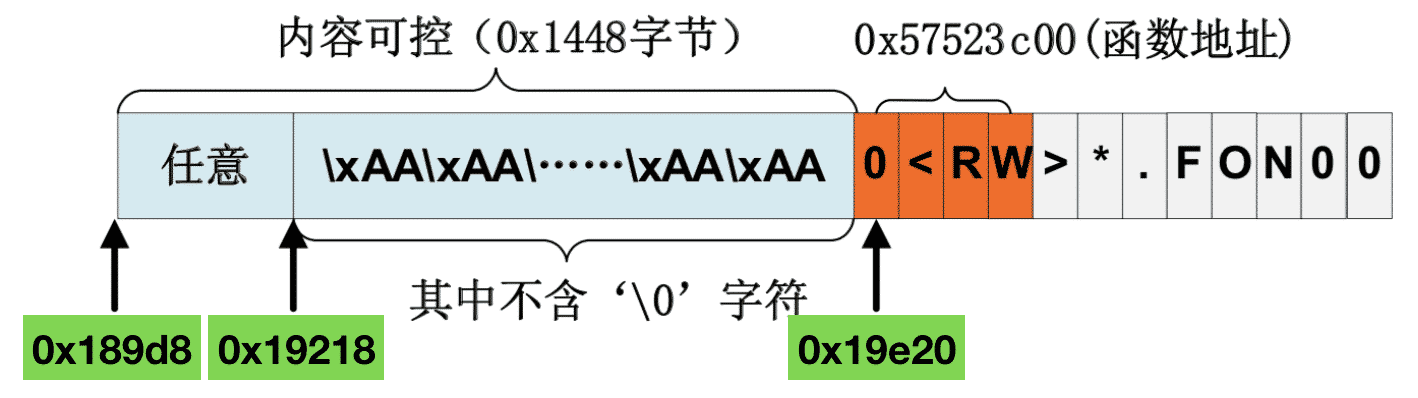 内容可控（0x1448字节） 0x57523c00(函数地址)
任意 \xAA\xAA\……\xAA\xAA 0 < R W > * . F O N 0 0
其中不含‘\0’字符
0x189d8 0x19218 0x19e20